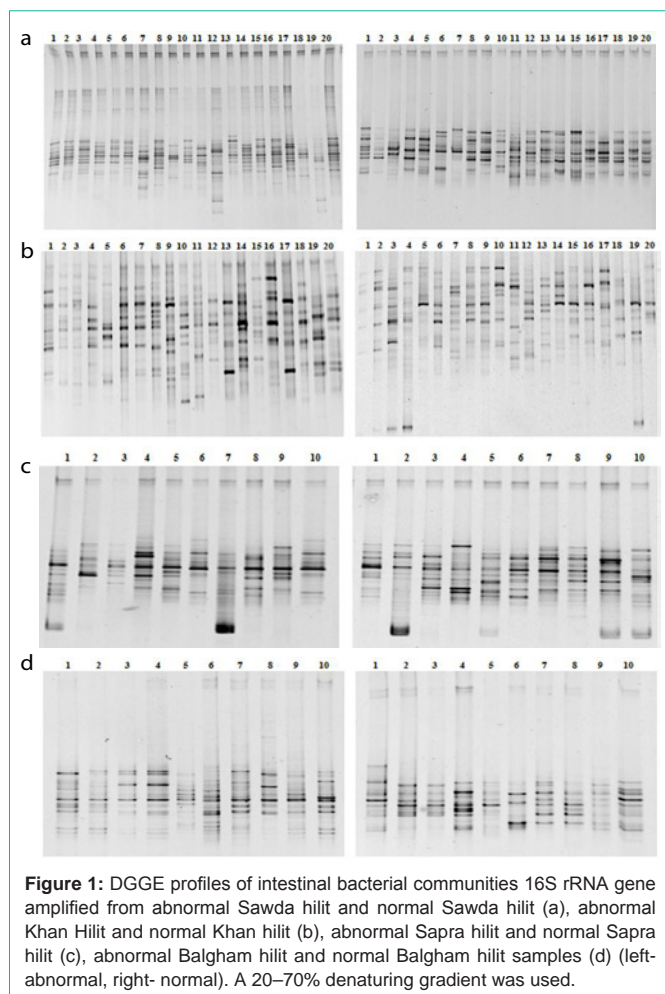 a
1 2 3 4 5 6 7 8 9 10 11 12 13 14 15 16 17 18 19 20
1 2 3 4 5 6 7 8 9 10 11 12 13 14 15 16 17 18 19 20
b
1 2 3 4 5 6 7 8 9 10 11 12 13 14 15 16 17 18 19 20
1 2 3 4 5 6 7 8 9 10 11 12 13 14 15 16 17 18 19 20
c
1 2 3 4 5 6 7 8 9 10
1 2 3 4 5 6 7 8 9 10
d
1 2 3 4 5 6 7 8 9 10
1 2 3 4 5 6 7 8 9 10
Figure 1: DGGE profiles of intestinal bacterial communities 16S rRNA gene
amplified from abnormal Sawda hilit and normal Sawda hilit (a), abnormal
Khan Hilit and normal Khan hilit (b), abnormal Sapra hilit and normal Sapra
hilit (c), abnormal Balgham hilit and normal Balgham hilit samples (d) (left-
abnormal, right- normal). A 20–70% denaturing gradient was used.